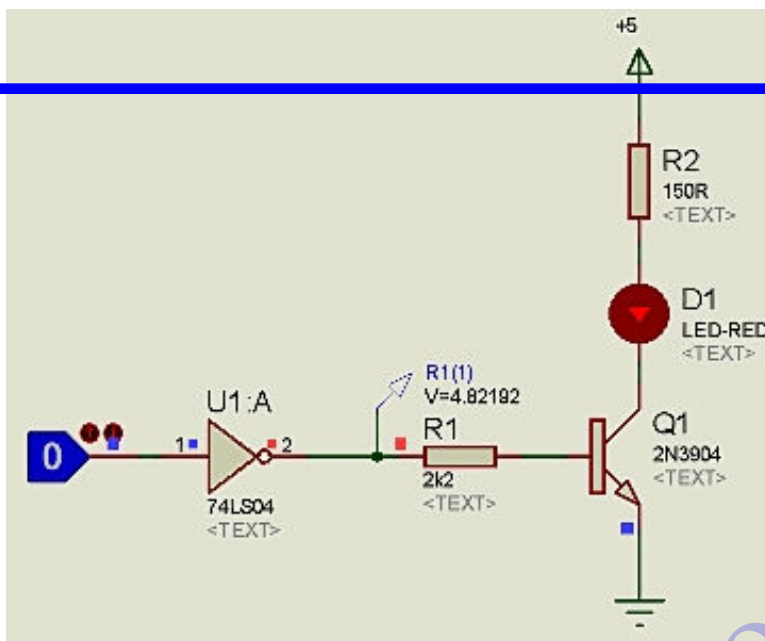 +5
R2
150R
<TEXT>
D1
LED-RED
<TEXT>
R1(1)
V=4.82192
U1:A
R1
Q1
0
1
2
2N3904
<TEXT>
2k2
<TEXT>
74LS04
<TEXT>